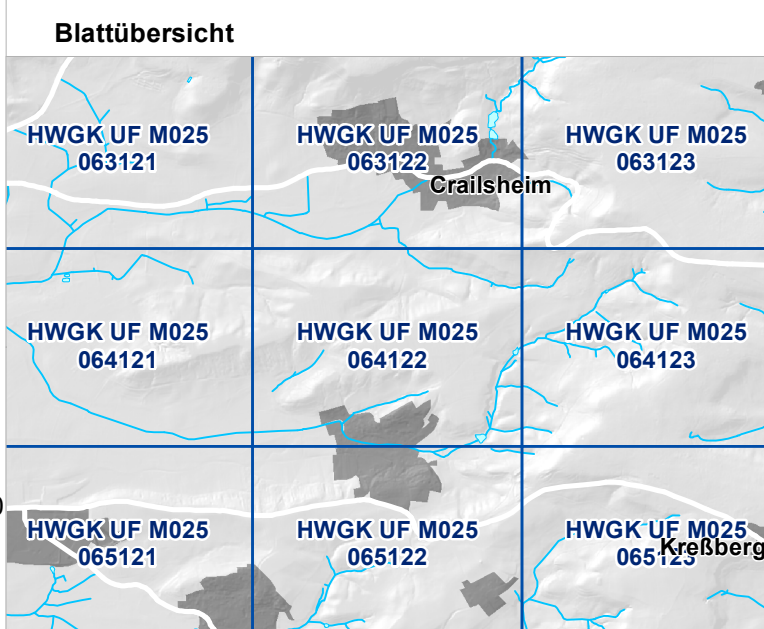 Blattübersicht
HWGK UF M025
063121
HWGK UF M025
063122
HWGK UF M025
063123
Crailsheim
HWGK UF M025
064121
HWGK UF M025
064122
HWGK UF M025
064123
)
HWGK UF M025
065121
HWGK UF M025
065122
HWGK UF M025
065123
Kreßberg